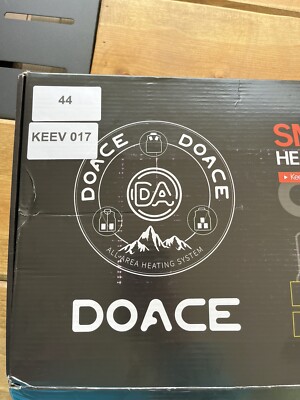 44
KEEV 017
DOACE DOACE
DA
ALL AREA HEATING SYSTEM
DOACE
SM
HE